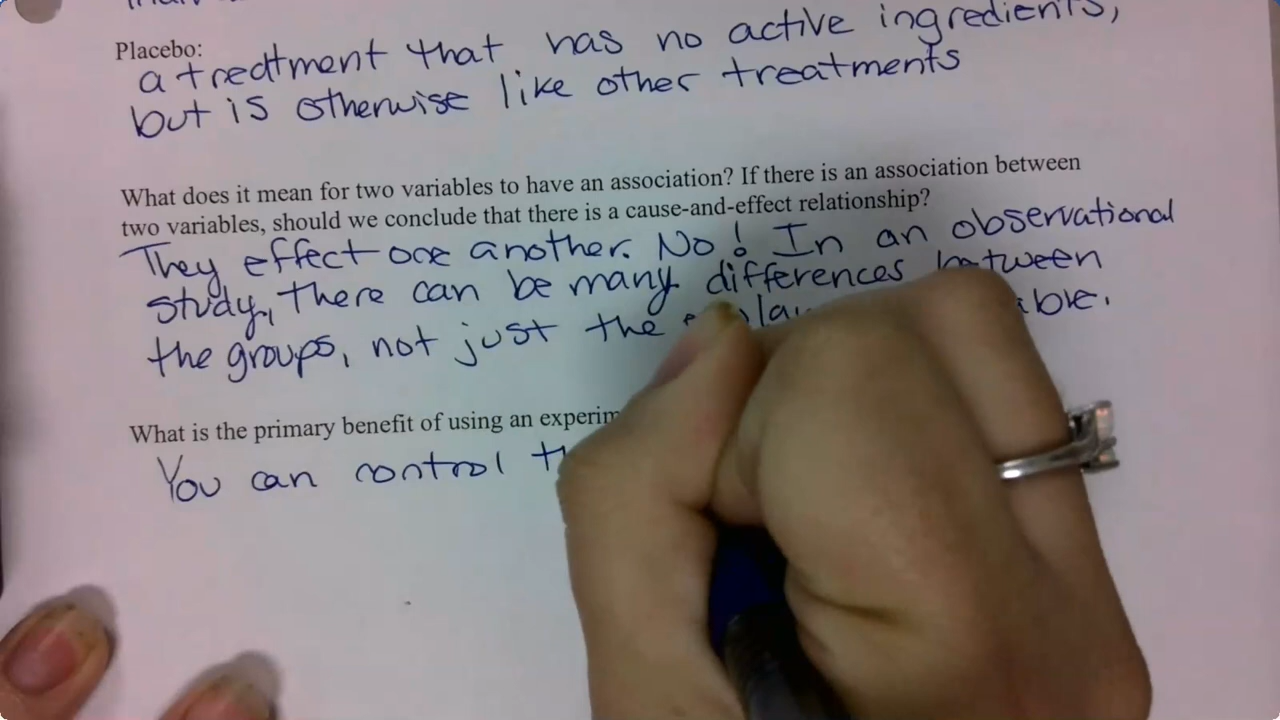 Placebo:
a treatment that has no active ingredients,
but is otherwise like other treatments
What does it mean for two variables to have an association? If there is an association between
two variables, should we conclude that there is a cause-and-effect relationship?
They effect one another. No! In an observational
study, there can be many differences between
the groups, not just the
What is the primary benefit of using an
You can control